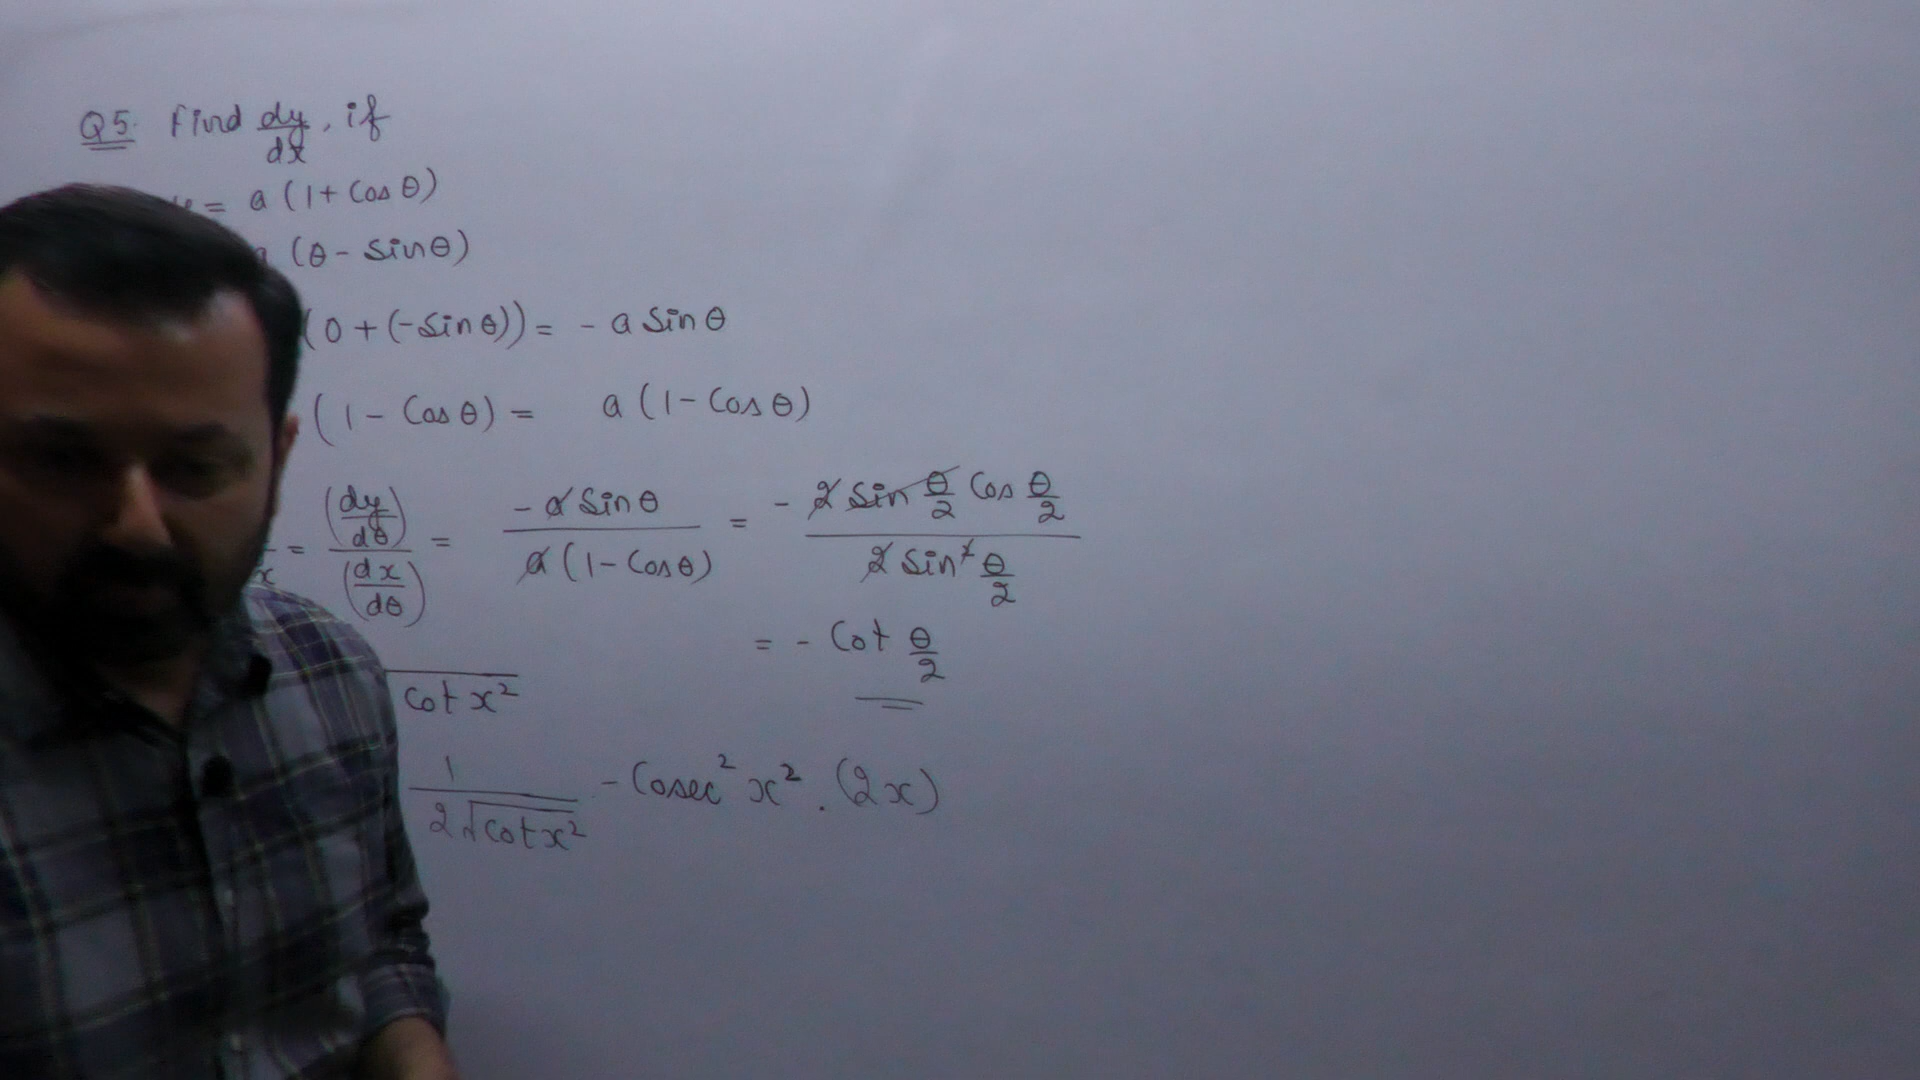 Q5. Find dy/dx, if
y = a (1 + Cos θ)
(θ - Sin θ)
(0 + (-Sin θ)) = - a Sin θ
(1 - Cos θ) = a (1 - Cos θ)
= (dy/dθ)/(dx/dθ) = - a Sin θ / a (1 - Cos θ) = - 2 Sin θ/2 Cos θ/2 / 2 Sin² θ/2
= - Cot θ/2
cot x²
1 / 2√cot x² - Cosec² x² . (2x)